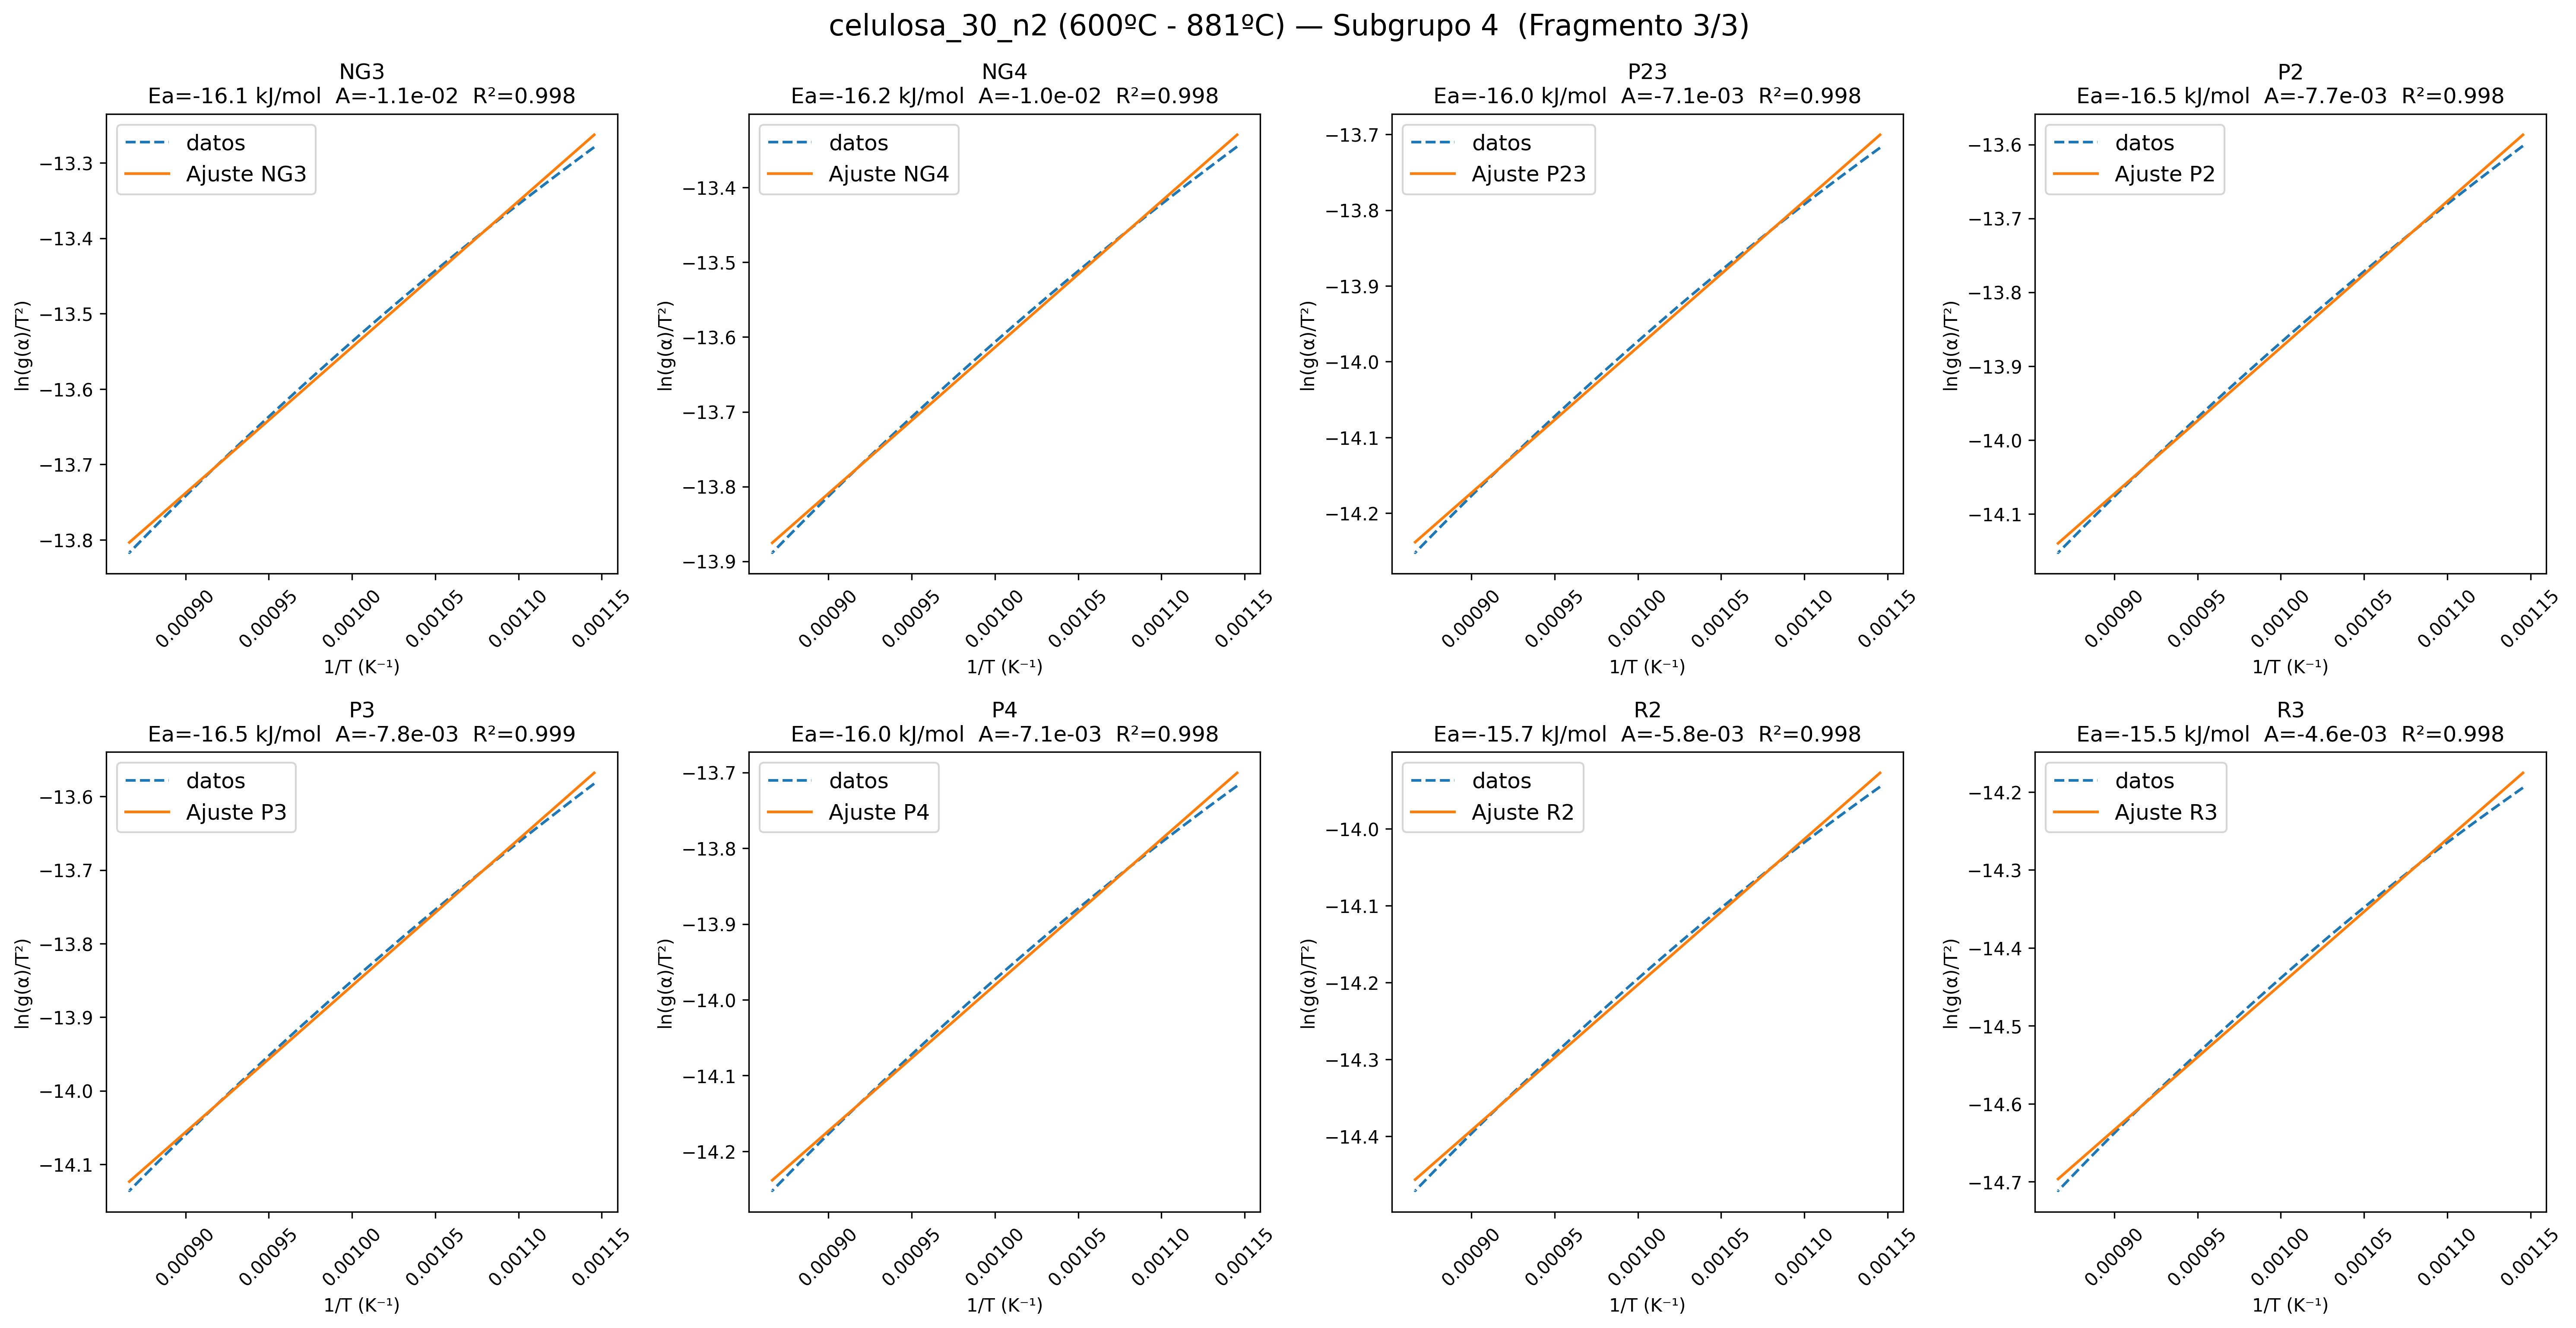 celulosa_30_n2 (600ºC - 881ºC) — Subgrupo 4  (Fragmento 3/3)
NG3
Ea=-16.1 kJ/mol  A=-1.1e-02  R²=0.998
datos
Ajuste NG3
−13.3
−13.4
−13.5
−13.6
−13.7
−13.8
ln(g(α)/T²)
0.00090
0.00095
0.00100
0.00105
0.00110
0.00115
1/T (K⁻¹)
NG4
Ea=-16.2 kJ/mol  A=-1.0e-02  R²=0.998
datos
Ajuste NG4
−13.4
−13.5
−13.6
−13.7
−13.8
−13.9
ln(g(α)/T²)
0.00090
0.00095
0.00100
0.00105
0.00110
0.00115
1/T (K⁻¹)
P23
Ea=-16.0 kJ/mol  A=-7.1e-03  R²=0.998
datos
Ajuste P23
−13.7
−13.8
−13.9
−14.0
−14.1
−14.2
ln(g(α)/T²)
0.00090
0.00095
0.00100
0.00105
0.00110
0.00115
1/T (K⁻¹)
P2
Ea=-16.5 kJ/mol  A=-7.7e-03  R²=0.998
datos
Ajuste P2
−13.6
−13.7
−13.8
−13.9
−14.0
−14.1
ln(g(α)/T²)
0.00090
0.00095
0.00100
0.00105
0.00110
0.00115
1/T (K⁻¹)
P3
Ea=-16.5 kJ/mol  A=-7.8e-03  R²=0.999
datos
Ajuste P3
−13.6
−13.7
−13.8
−13.9
−14.0
−14.1
ln(g(α)/T²)
0.00090
0.00095
0.00100
0.00105
0.00110
0.00115
1/T (K⁻¹)
P4
Ea=-16.0 kJ/mol  A=-7.1e-03  R²=0.998
datos
Ajuste P4
−13.7
−13.8
−13.9
−14.0
−14.1
−14.2
ln(g(α)/T²)
0.00090
0.00095
0.00100
0.00105
0.00110
0.00115
1/T (K⁻¹)
R2
Ea=-15.7 kJ/mol  A=-5.8e-03  R²=0.998
datos
Ajuste R2
−14.0
−14.1
−14.2
−14.3
−14.4
ln(g(α)/T²)
0.00090
0.00095
0.00100
0.00105
0.00110
0.00115
1/T (K⁻¹)
R3
Ea=-15.5 kJ/mol  A=-4.6e-03  R²=0.998
datos
Ajuste R3
−14.2
−14.3
−14.4
−14.5
−14.6
−14.7
ln(g(α)/T²)
0.00090
0.00095
0.00100
0.00105
0.00110
0.00115
1/T (K⁻¹)